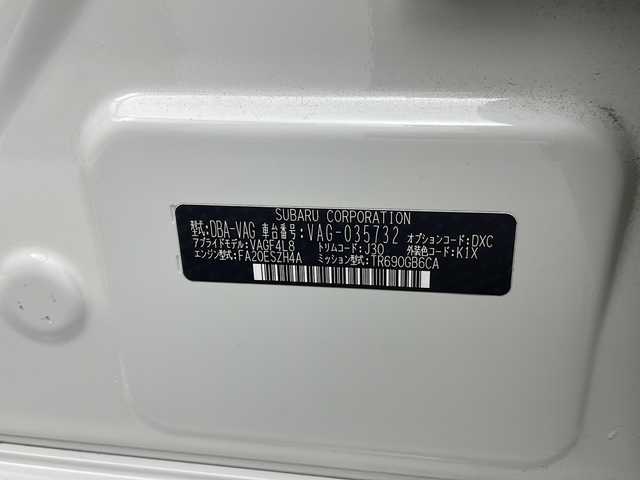 SUBARU CORPORATION
型式:DBA-VAG 車台番号:VAG-035732 オプションコード:DXC
アプライドモデル:VAGF4L8 トリムコード:J30 外装色コード:K1X
エンジン型式:FA20ESZH4A ミッション型式:TR690GB6CA